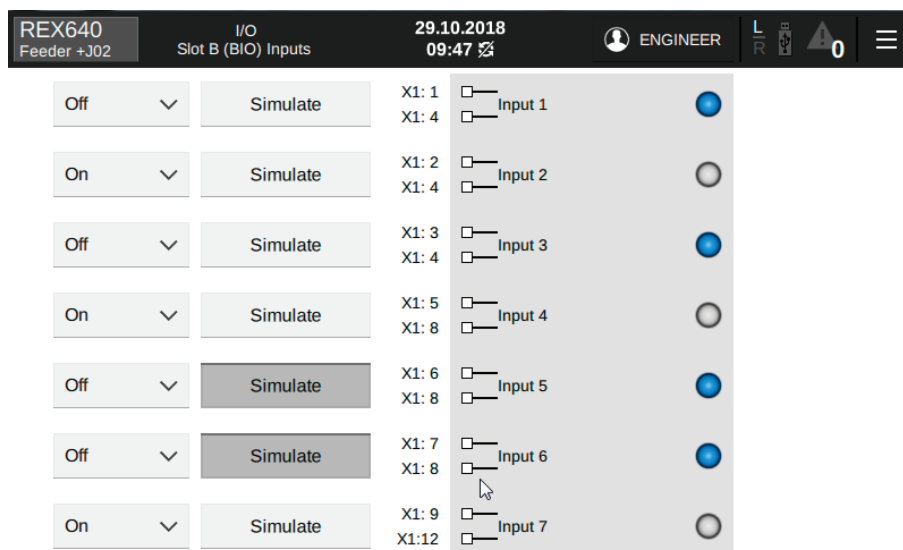 REX640
Feeder +J02
I/O
Slot B (BIO) Inputs
29.10.2018
09:47
ENGINEER
L
R
0
Off
Simulate
X1: 1
X1: 4
Input 1
On
Simulate
X1: 2
X1: 4
Input 2
Off
Simulate
X1: 3
X1: 4
Input 3
On
Simulate
X1: 5
X1: 8
Input 4
Off
Simulate
X1: 6
X1: 8
Input 5
Off
Simulate
X1: 7
X1: 8
Input 6
On
Simulate
X1: 9
X1:12
Input 7